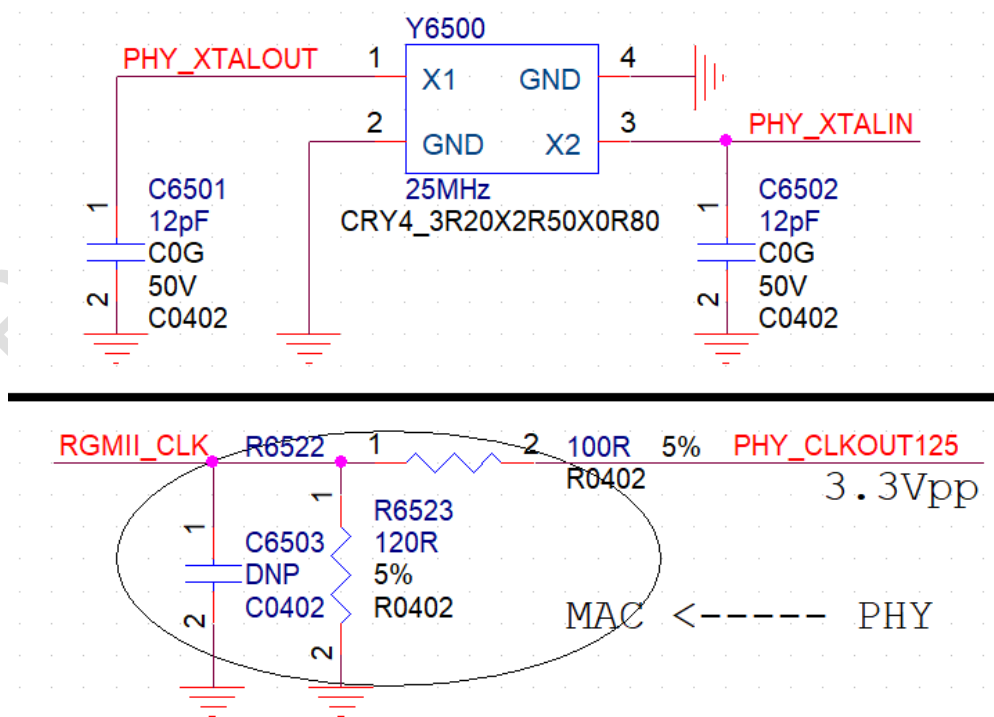 Y6500
PHY_XTALOUT
1
X1
GND
4
2
GND
X2
3
PHY_XTALIN
25MHz
CRY4_3R20X2R50X0R80
1
C6501
12pF
C0G
50V
2
C0402
1
C6502
12pF
C0G
50V
2
C0402
RGMII_CLK
R6522
1
2
100R
5%
PHY_CLKOUT125
R0402
3.3Vpp
1
C6503
DNP
C0402
2
1
R6523
120R
5%
R0402
2
MAC <----- PHY